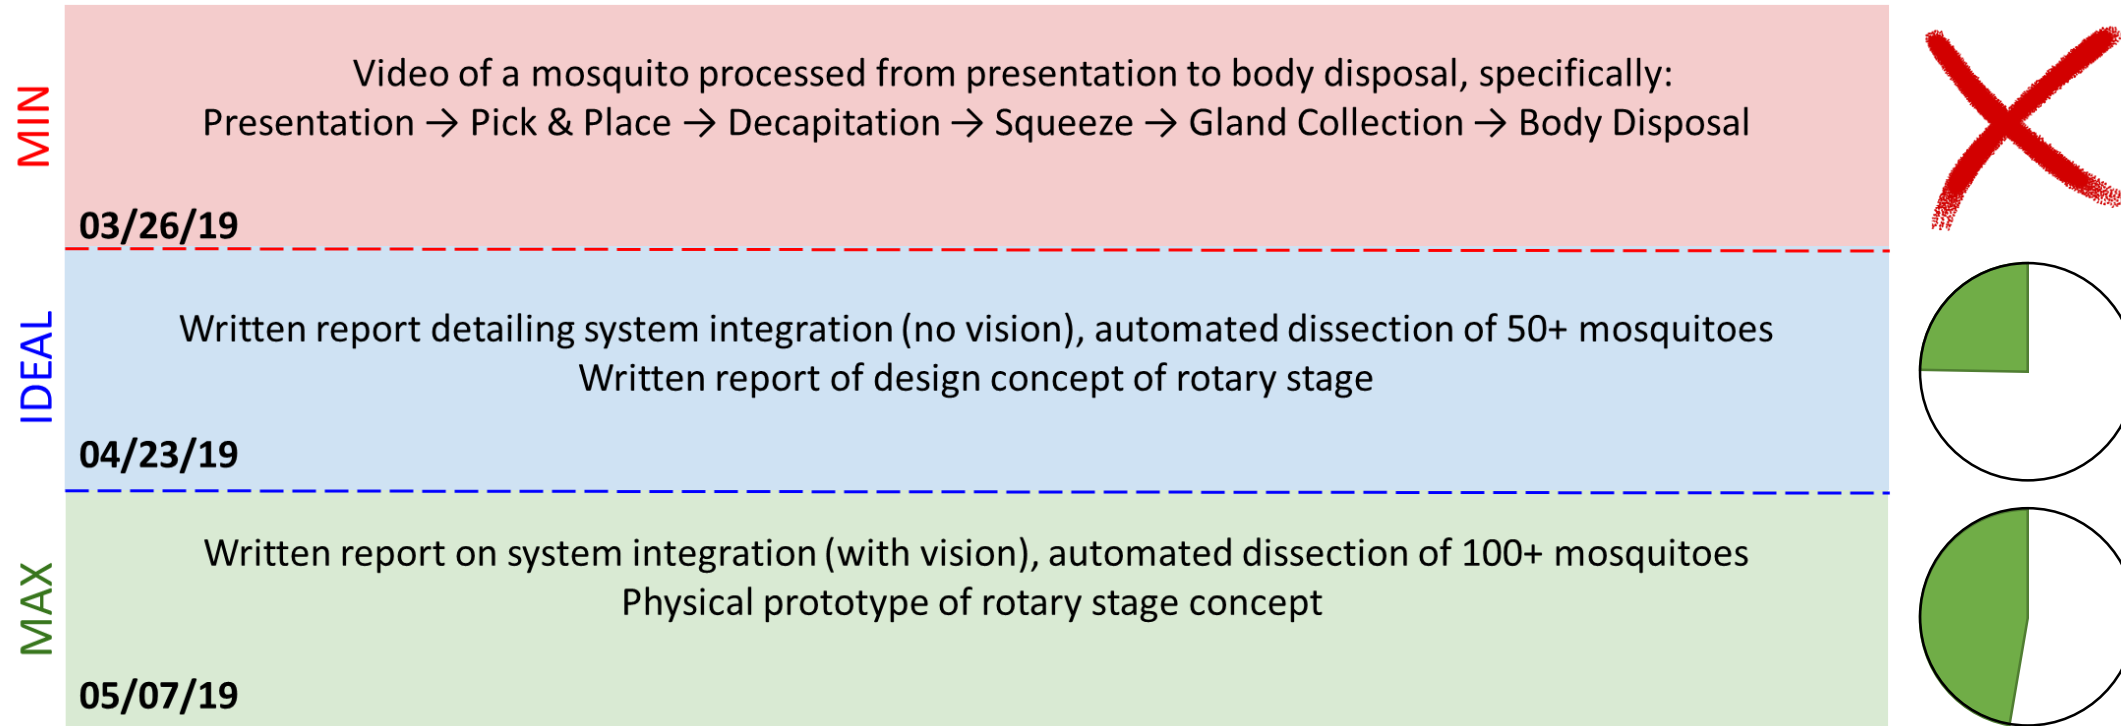 MIN
Video of a mosquito processed from presentation to body disposal, specifically:
Presentation → Pick & Place → Decapitation → Squeeze → Gland Collection → Body Disposal
03/26/19
IDEAL
Written report detailing system integration (no vision), automated dissection of 50+ mosquitoes
Written report of design concept of rotary stage
04/23/19
MAX
Written report on system integration (with vision), automated dissection of 100+ mosquitoes
Physical prototype of rotary stage concept
05/07/19